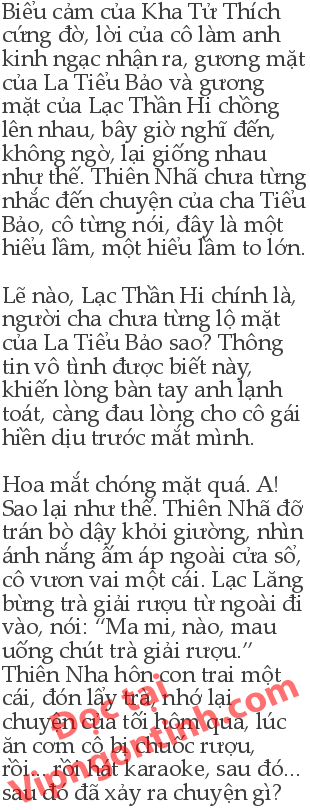 Biểu cảm của Kha Tử Thích
cứng đờ, lời của cô làm anh
kinh ngạc nhận ra, gương mặt
của La Tiểu Bảo và gương
mặt của Lạc Thần Hi chồng
lên nhau, bây giờ nghĩ đến,
không ngờ, lại giống nhau
như thế. Thiên Nhã chưa từng
nhắc đến chuyện của cha Tiểu
Bảo, cô từng nói, đây là một
hiểu lầm, một hiểu lầm to lớn.
Lẽ nào, Lạc Thần Hi chính là,
người cha chưa từng lộ mặt
của La Tiểu Bảo sao? Thông
tin vô tình được biết này,
khiến lòng bàn tay anh lạnh
toát, càng đau lòng cho cô gái
hiền dịu trước mắt mình.
Hoa mắt chóng mặt quá. A!
Sao lại như thế. Thiên Nhã đỡ
trán bò dậy khỏi giường, nhìn
ánh nắng ấm áp ngoài cửa sổ,
cô vươn vai một cái. Lạc Lăng
bừng trà giải rượu từ ngoài đi
vào, nói: “Ma mi, nào, mau
uống chút trà giải rượu.”
Thiên Nha hôn con trai một
cái, đón lấy trà, nhớ lại
chuyện của tối hôm qua, lúc
ăn cơm cô bị chuốc rượu,
rồi... rồi hát karaoke, sau đó...
sau đó đã xảy ra chuyện gì?
Đọc tại
Vipngontinh.com